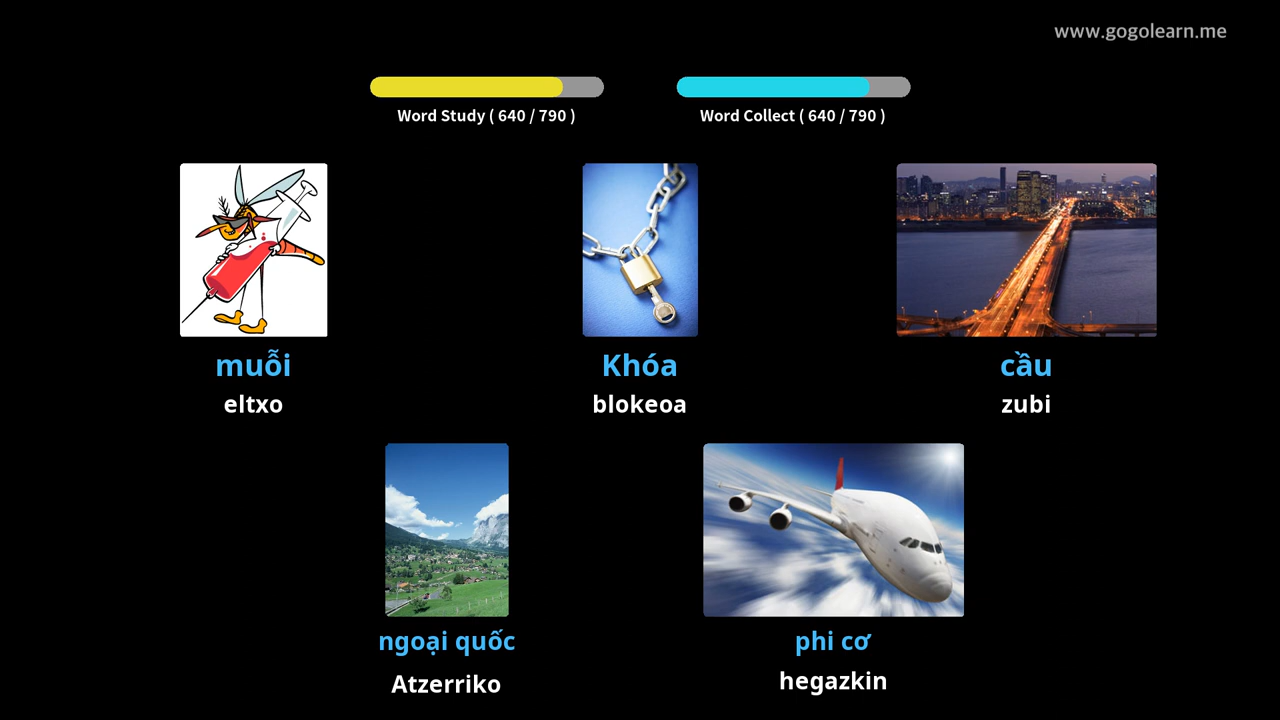 www.gogolearn.me
Word Study ( 640 / 790 )
Word Collect ( 640 / 790 )
muỗi
eltxo
Khóa
blokeoa
cầu
zubi
ngoại quốc
Atzerriko
phi cơ
hegazkin